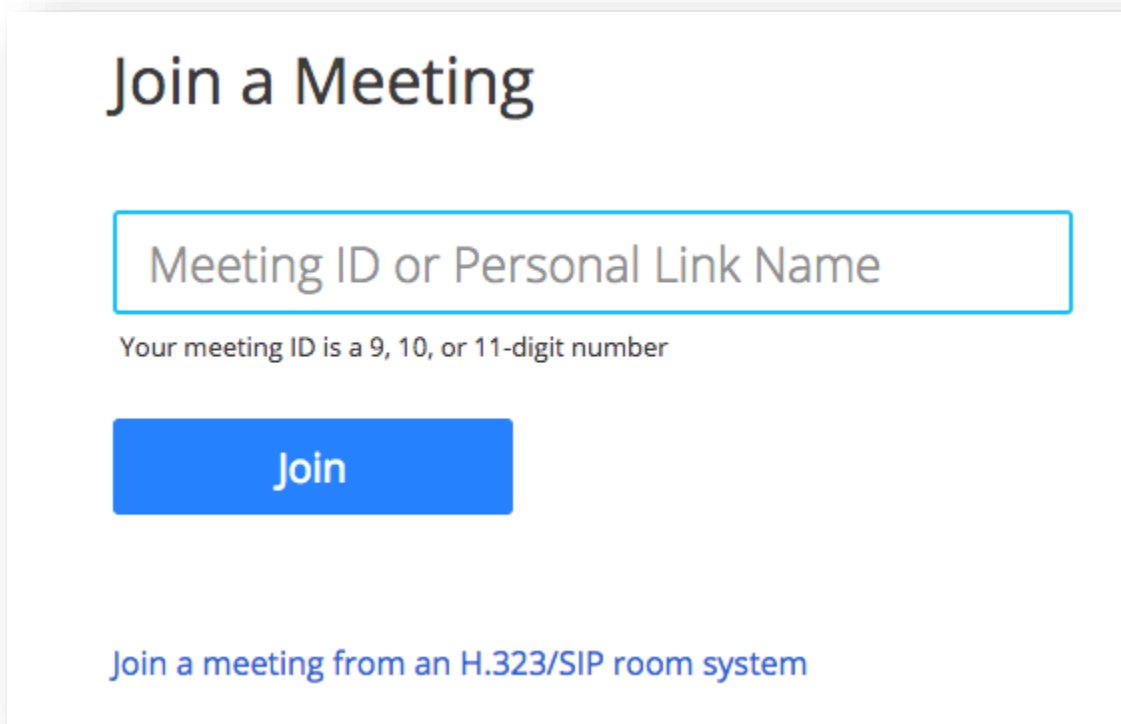 Join a Meeting
Meeting ID or Personal Link Name
Your meeting ID is a 9, 10, or 11-digit number
Join
Join a meeting from an H.323/SIP room system